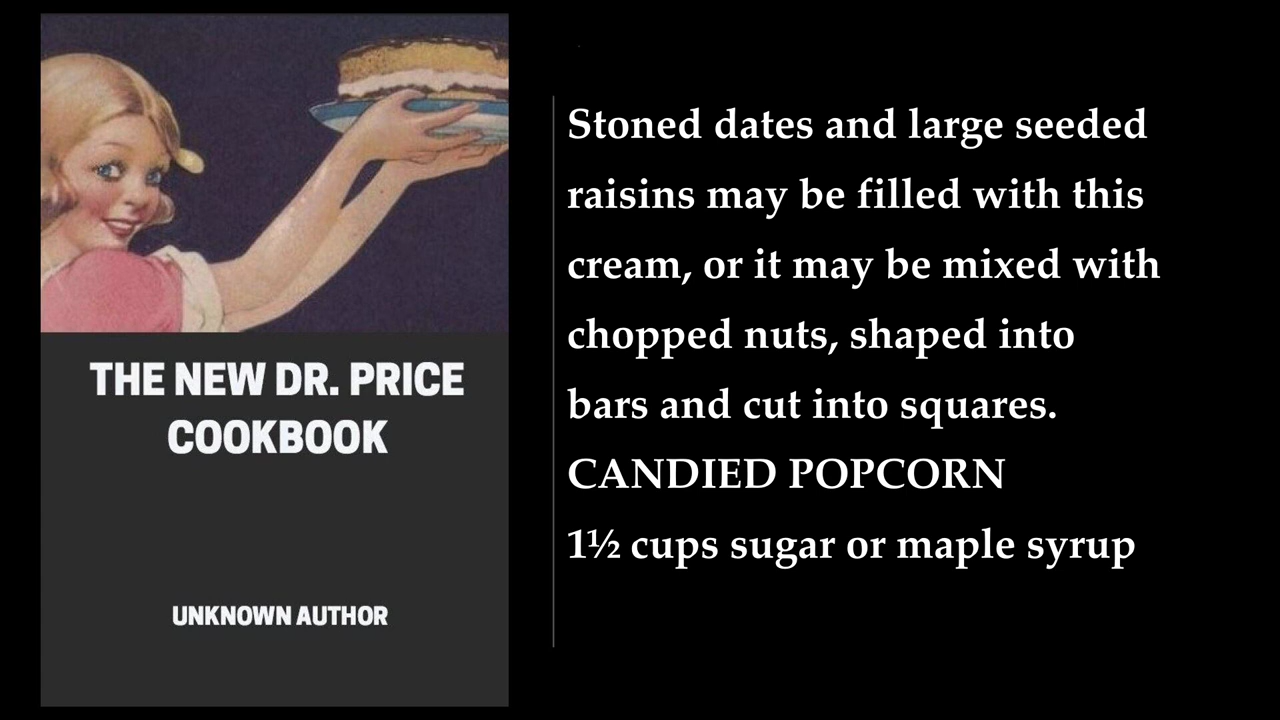 THE NEW DR. PRICE
COOKBOOK
UNKNOWN AUTHOR
Stoned dates and large seeded
raisins may be filled with this
cream, or it may be mixed with
chopped nuts, shaped into
bars and cut into squares.
CANDIED POPCORN
1½ cups sugar or maple syrup